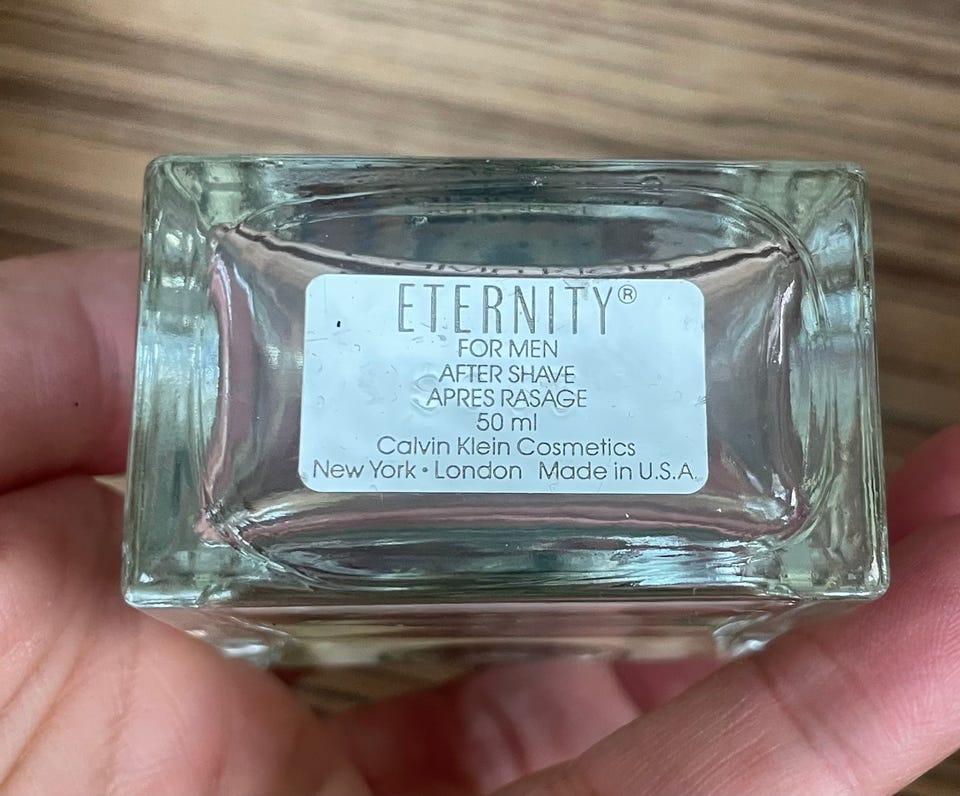 ETERNITY®
FOR MEN
AFTER SHAVE
APRES RASAGE
50 ml
Calvin Klein Cosmetics
New York • London Made in U.S.A.